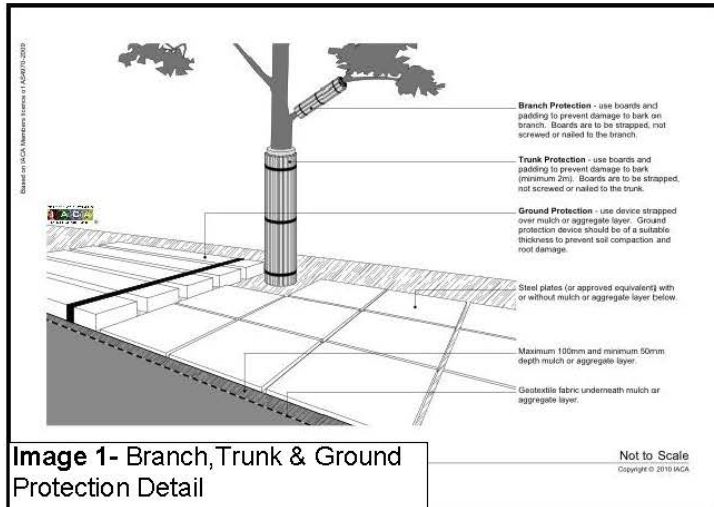 Based on IACA Members licence of AS4970-2009
IACA
Branch Protection - use boards and
padding to prevent damage to bark on
branch. Boards are to be strapped, not
screwed or nailed to the branch.
Trunk Protection - use boards and
padding to prevent damage to bark
(minimum 2m). Boards are to be strapped,
not screwed or nailed to the trunk.
Ground Protection - use device strapped
over mulch or aggregate layer. Ground
protection device should be of a suitable
thickness to prevent soil compaction and
root damage.
Steel plates (or approved equivalent) with
or without mulch or aggregate layer below.
Maximum 100mm and minimum 50mm
depth mulch or aggregate layer.
Geotextile fabric underneath mulch or
aggregate layer.
Image 1- Branch,Trunk & Ground
Protection Detail
Not to Scale
Copyright © 2010 IACA